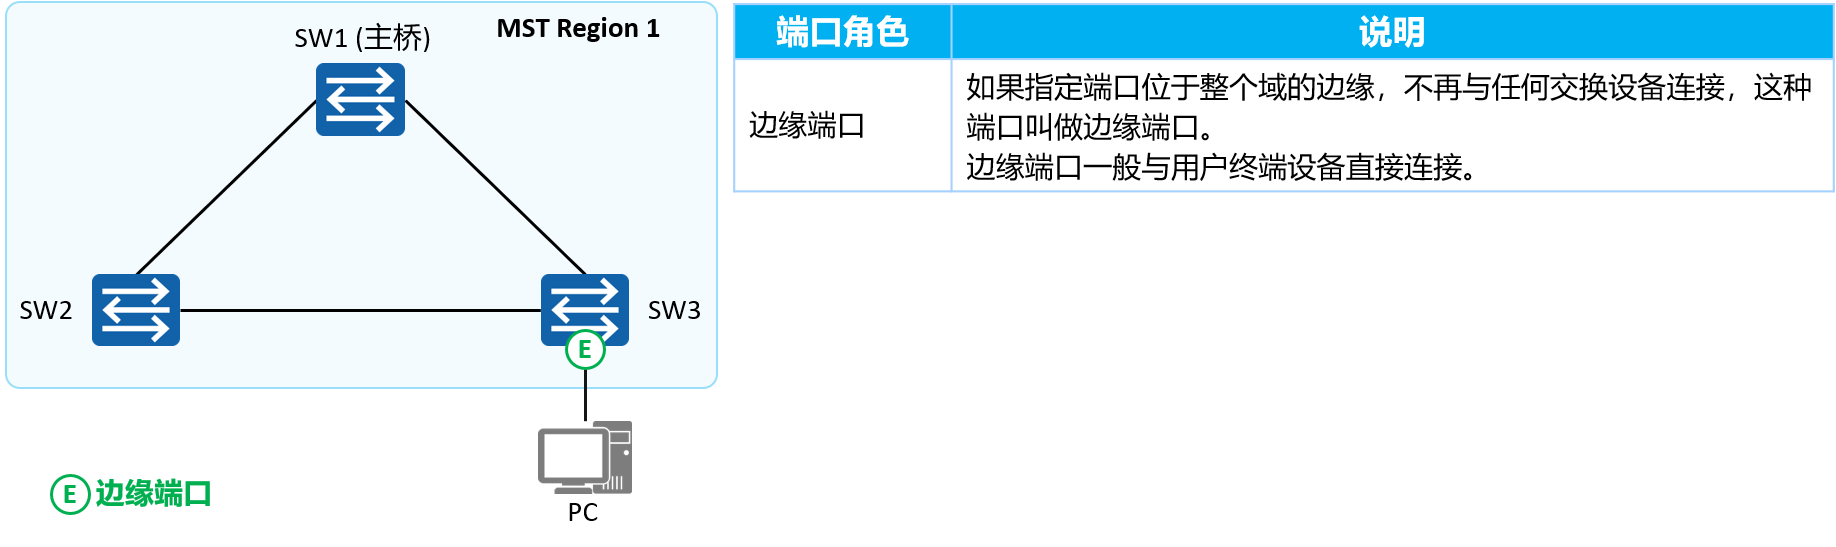 MST Region 1
SW1 (主桥)
SW2
SW3
E
PC
E 边缘端口
端口角色 说明
边缘端口
如果指定端口位于整个域的边缘，不再与任何交换设备连接，这种
端口叫做边缘端口。
边缘端口一般与用户终端设备直接连接。